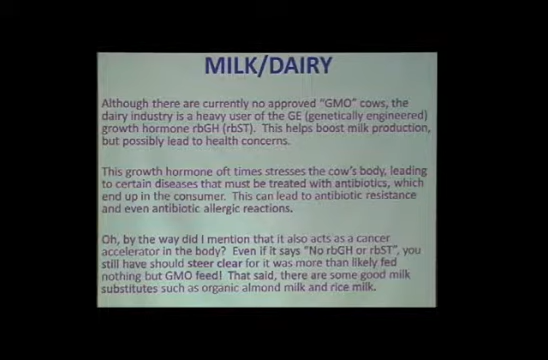 MILK/DAIRY
Although there are currently no approved "GMO" cows, the
dairy industry is a heavy user of the GE (genetically engineered)
growth hormone rbGH (rbST).  This helps boost milk production,
but possibly lead to health concerns.
This growth hormone oft times stresses the cow's body, leading
to certain diseases that must be treated with antibiotics, which
end up in the consumer.  This can lead to antibiotic resistance
and even antibiotic allergic reactions.
Oh, by the way did I mention that it also acts as a cancer
accelerator in the body?  Even if it says "No rbGH or rbST", you
still have should steer clear for it was more than likely fed
nothing but GMO feed!  That said, there are some good milk
substitutes such as organic almond milk and rice milk.